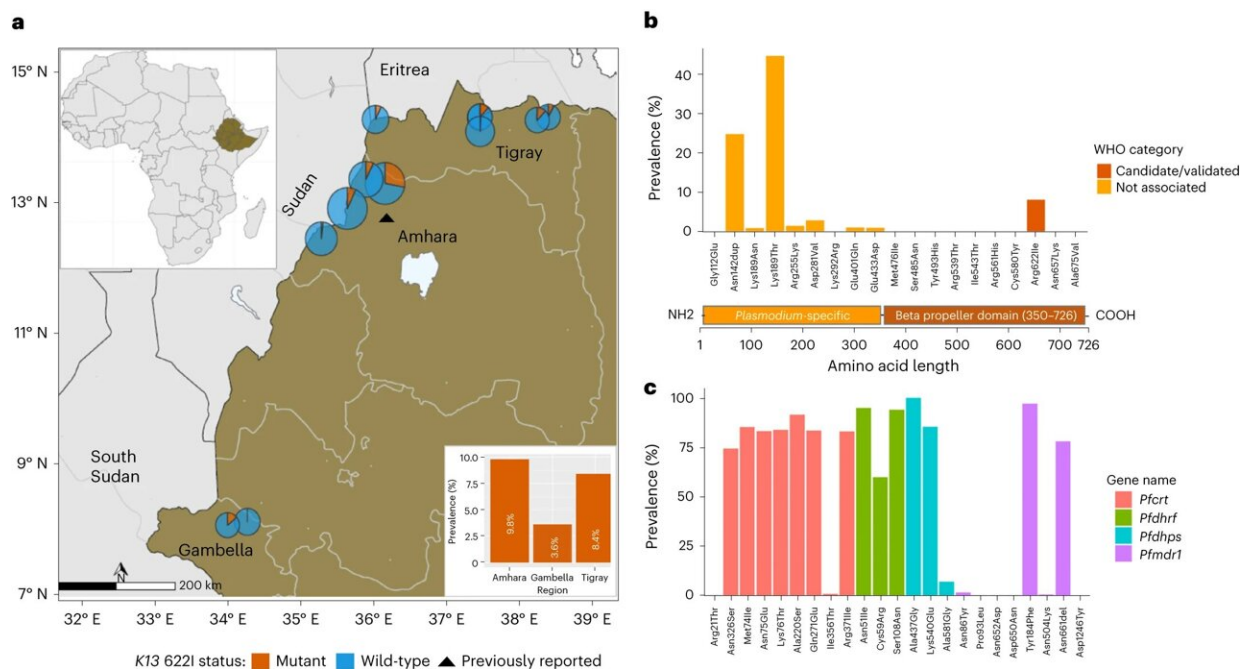 a
15° N
13° N
11° N
9° N
7° N
Eritrea
Tigray
Sudan
Amhara
South
Sudan
Gambella
N
200 km
32° E
33° E
34° E
35° E
36° E
37° E
38° E
39° E
10.0
7.5
5.0
2.5
0
Prevalence (%)
9.8%
3.6%
8.4%
Amhara
Gambella
Tigray
Region
K13 622I status:
Mutant
Wild-type
Previously reported
b
40
30
20
10
0
Prevalence (%)
WHO category
Candidate/validated
Not associated
Gly112Glu
Asn142dup
Lys189Asn
Lys189Thr
Arg255Lys
Asp281Val
Lys292Arg
Glu401Gln
Glu433Asp
Met476Ile
Ser485Asn
Tyr493His
Arg539Thr
Ile543Thr
Arg561His
Cys580Tyr
Arg622Ile
Asn657Lys
Ala675Val
NH2
Plasmodium-specific
Beta propeller domain (350–726)
COOH
1
100
200
300
400
500
600
700
726
Amino acid length
c
100
75
50
25
0
Prevalence (%)
Gene name
Pfcrt
Pfdhrf
Pfdhps
Pfmdr1
Arg21Thr
Asn326Ser
Met74Ile
Asn75Glu
Lys76Thr
Ala220Ser
Gln271Glu
Ile356Thr
Arg371Ile
Asn51Ile
Cys59Arg
Ser108Asn
Ala437Gly
Lys540Glu
Ala581Gly
Asn86Tyr
Pro93Leu
Asn652Asp
Asp650Asn
Tyr184Phe
Asn504Lys
Asn661del
Asp1246Tyr